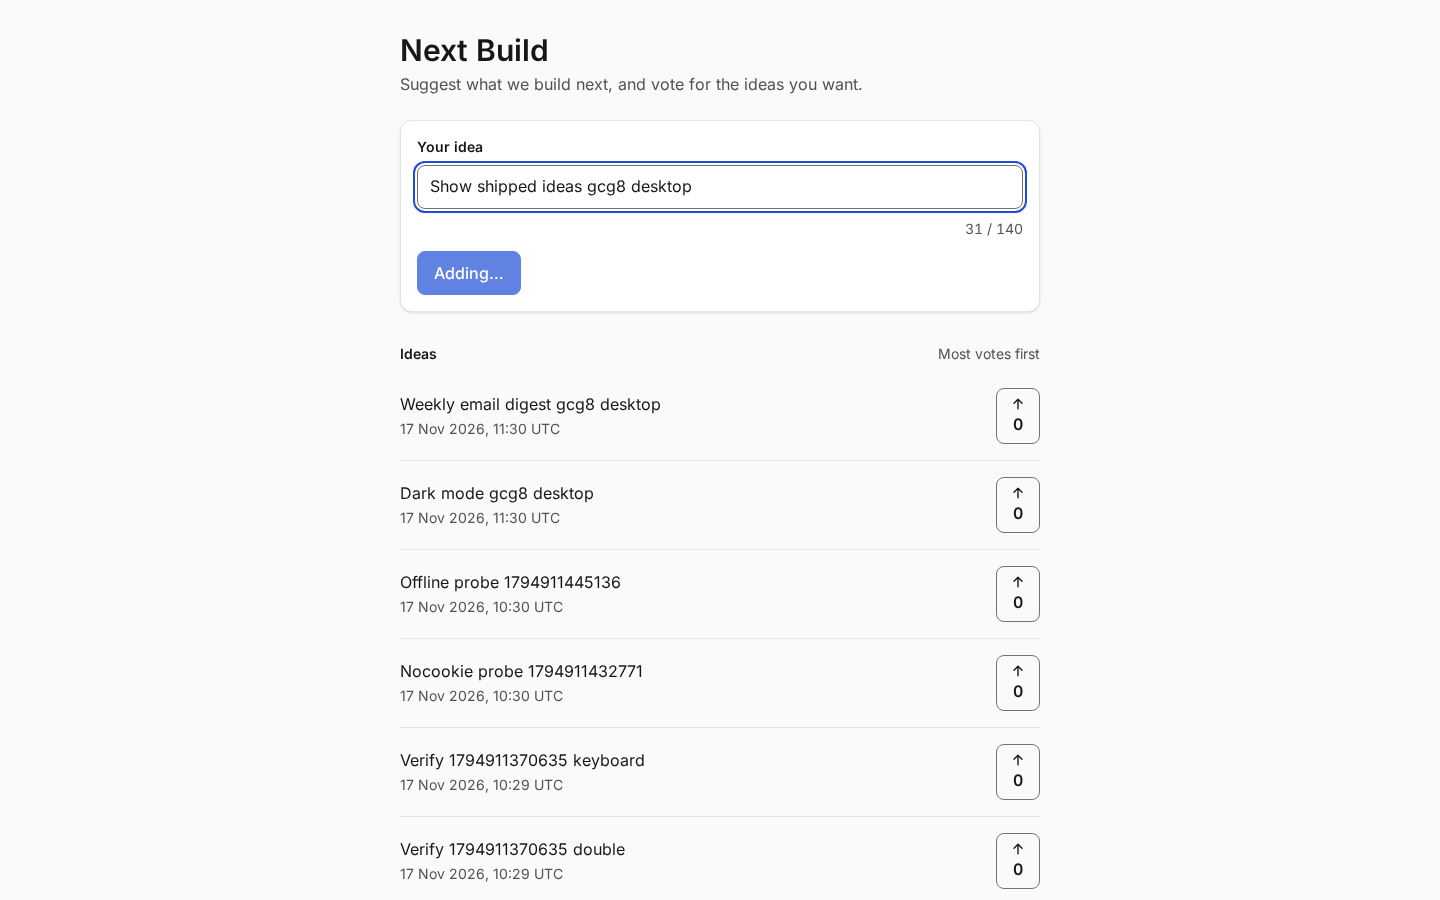 Next Build
Suggest what we build next, and vote for the ideas you want.
Your idea
Show shipped ideas gcg8 desktop
31 / 140
Adding...
Ideas
Most votes first
Weekly email digest gcg8 desktop
17 Nov 2026, 11:30 UTC
↑
0
Dark mode gcg8 desktop
17 Nov 2026, 11:30 UTC
↑
0
Offline probe 1794911445136
17 Nov 2026, 10:30 UTC
↑
0
Nocookie probe 1794911432771
17 Nov 2026, 10:30 UTC
↑
0
Verify 1794911370635 keyboard
17 Nov 2026, 10:29 UTC
↑
0
Verify 1794911370635 double
17 Nov 2026, 10:29 UTC
↑
0